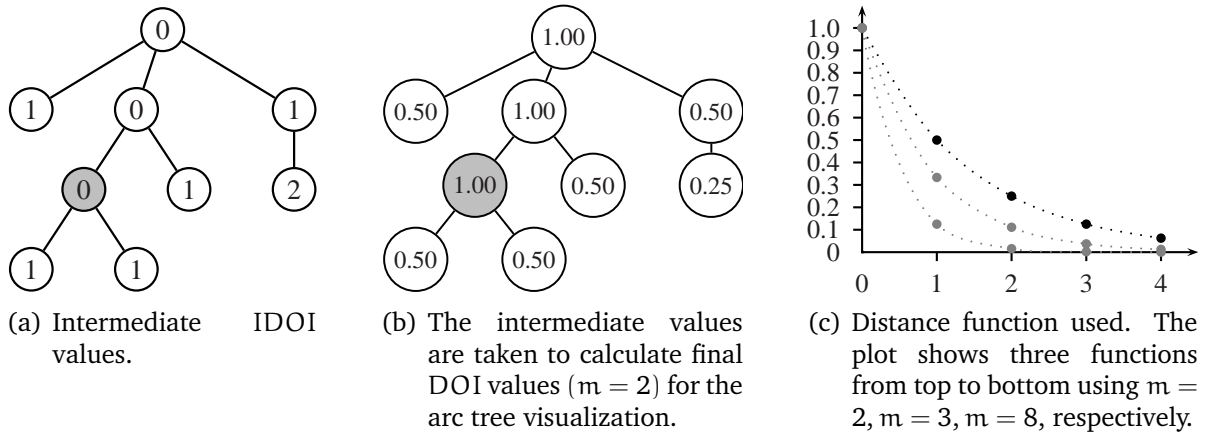 0
1 0 1
0 1 2
1 1
(a) Intermediate IDOI
values.
1.00
0.50 1.00 0.50
1.00 0.50 0.25
0.50 0.50
(b) The intermediate values
are taken to calculate final
DOI values (m = 2) for the
arc tree visualization.
1.0
0.9
0.8
0.7
0.6
0.5
0.4
0.3
0.2
0.1
0
0 1 2 3 4
(c) Distance function used. The
plot shows three functions
from top to bottom using m =
2, m = 3, m = 8, respectively.